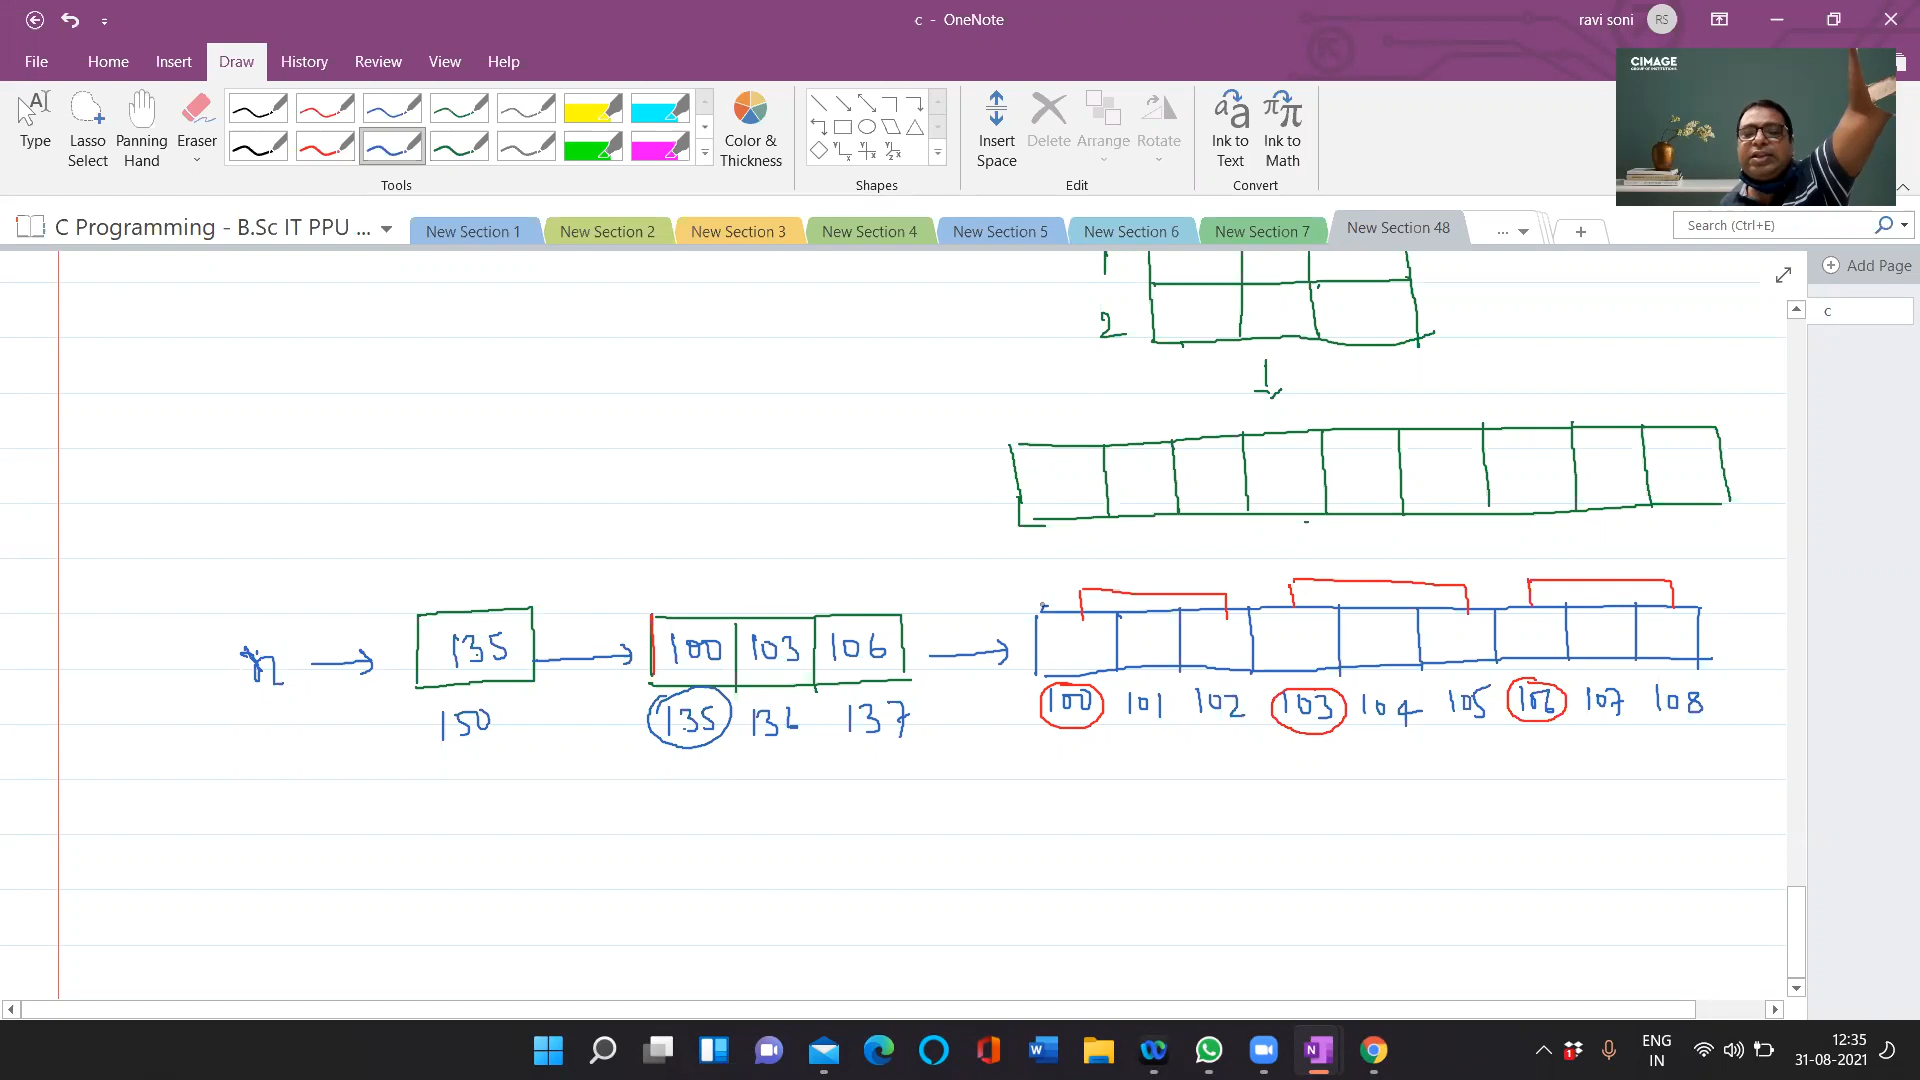 c - OneNote
ravi soni RS
File Home Insert Draw History Review View Help
CIMAGE
GROUP OF INSTITUTIONS
Type
Lasso Select
Panning Hand
Eraser
Color & Thickness
Insert Space
Delete
Arrange
Rotate
Ink to Text
Ink to Math
Tools Shapes Edit Convert
C Programming - B.Sc IT PPU ...
New Section 1 New Section 2 New Section 3 New Section 4 New Section 5 New Section 6 New Section 7 New Section 48 ...
Search (Ctrl+E)
Add Page
c
1
2
135 100 103 106
150 135 136 137
100 101 102 103 104 105 106 107 108
ENG
IN
12:35
31-08-2021